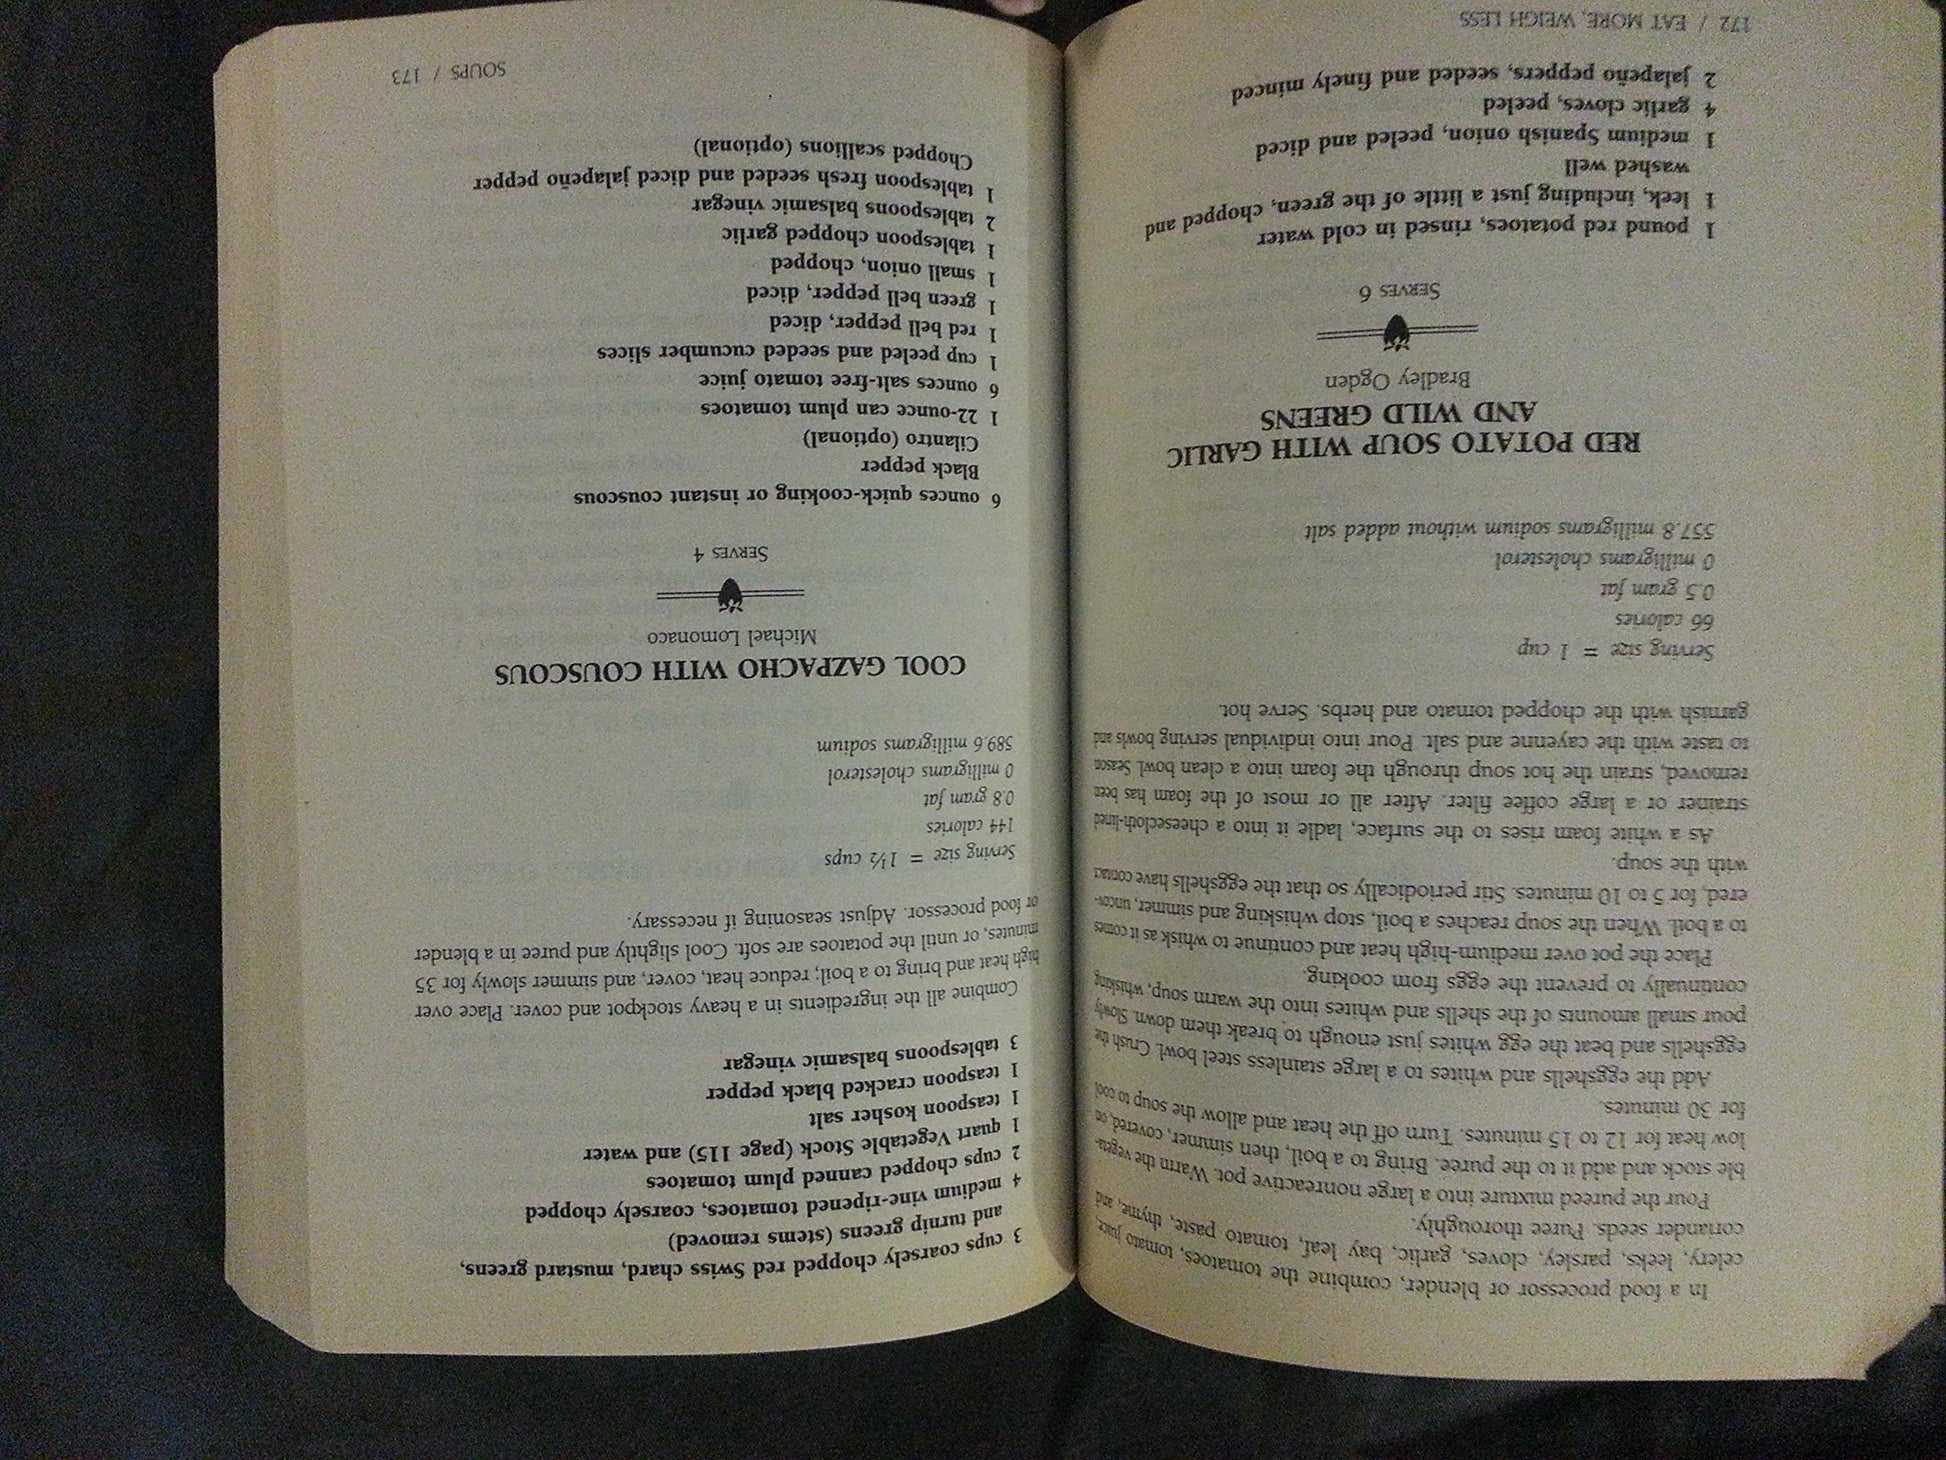 In a food processor or blender, combine the tomatoes, tomato juice,
celery, leeks, parsley, cloves, garlic, bay leaf, tomato paste, thyme, and
coriander seeds. Puree thoroughly.
Pour the pureed mixture into a large nonreactive pot. Warm the vegeta-
ble stock and add it to the puree. Bring to a boil, then simmer, covered, on
low heat for 12 to 15 minutes. Turn off the heat and allow the soup to cool
for 30 minutes.
Add the eggshells and whites to a large stainless steel bowl. Crush the
eggshells and beat the egg whites just enough to break them down. Slowly
pour small amounts of the shells and whites into the warm soup, whisking
continually to prevent the eggs from cooking.
Place the pot over medium-high heat and continue to whisk as it comes
to a boil. When the soup reaches a boil, stop whisking and simmer, uncov-
ered, for 5 to 10 minutes. Stir periodically so that the eggshells have contact
with the soup.
As a white foam rises to the surface, ladle it into a cheesecloth-lined
strainer or a large coffee filter. After all or most of the foam has been
removed, strain the hot soup through the foam into a clean bowl. Season
to taste with the cayenne and salt. Pour into individual serving bowls and
garnish with the chopped tomato and herbs. Serve hot.
Serving size = 1 cup
66 calories
0.5 gram fat
0 milligrams cholesterol
557.8 milligrams sodium without added salt
RED POTATO SOUP WITH GARLIC
AND WILD GREENS
Bradley Ogden
SERVES 6
1 pound red potatoes, rinsed in cold water
1 leek, including just a little of the green, chopped and
washed well
1 medium Spanish onion, peeled and diced
4 garlic cloves, peeled
2 jalapeño peppers, seeded and finely minced
172 / EAT MORE, WEIGH LESS
3 cups coarsely chopped red Swiss chard, mustard greens,
and turnip greens (stems removed)
4 medium vine-ripened tomatoes, coarsely chopped
2 cups chopped canned plum tomatoes
1 quart Vegetable Stock (page 115) and water
1 teaspoon kosher salt
1 teaspoon cracked black pepper
3 tablespoons balsamic vinegar
Combine all the ingredients in a heavy stockpot and cover. Place over
high heat and bring to a boil; reduce heat, cover, and simmer slowly for 35
minutes, or until the potatoes are soft. Cool slightly and puree in a blender
or food processor. Adjust seasoning if necessary.
Serving size = 1½ cups
144 calories
0.8 gram fat
0 milligrams cholesterol
589.6 milligrams sodium
COOL GAZPACHO WITH COUSCOUS
Michael Lomonaco
SERVES 4
6 ounces quick-cooking or instant couscous
Black pepper
Cilantro (optional)
1 22-ounce can plum tomatoes
6 ounces salt-free tomato juice
1 cup peeled and seeded cucumber slices
1 red bell pepper, diced
1 green bell pepper, diced
1 small onion, chopped
1 tablespoon chopped garlic
2 tablespoons balsamic vinegar
1 tablespoon fresh seeded and diced jalapeño pepper
Chopped scallions (optional)
SOUPS / 173